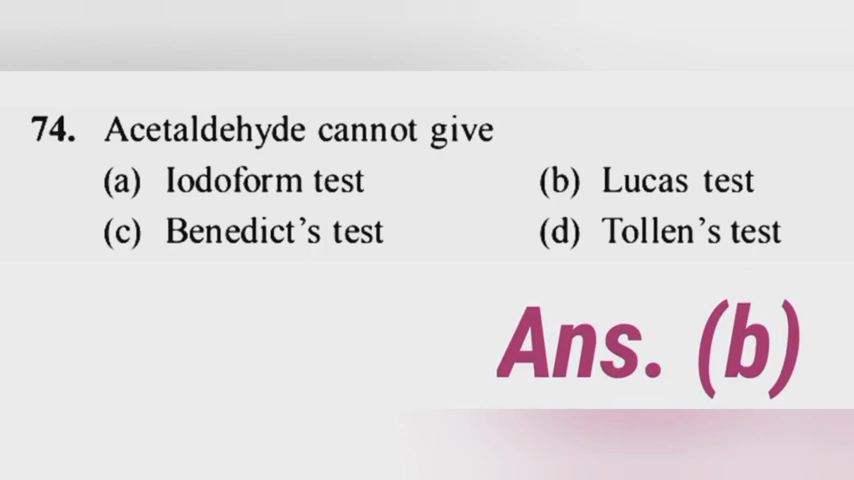 74. Acetaldehyde cannot give
(a) Iodoform test (b) Lucas test
(c) Benedict's test (d) Tollen's test
Ans. (b)